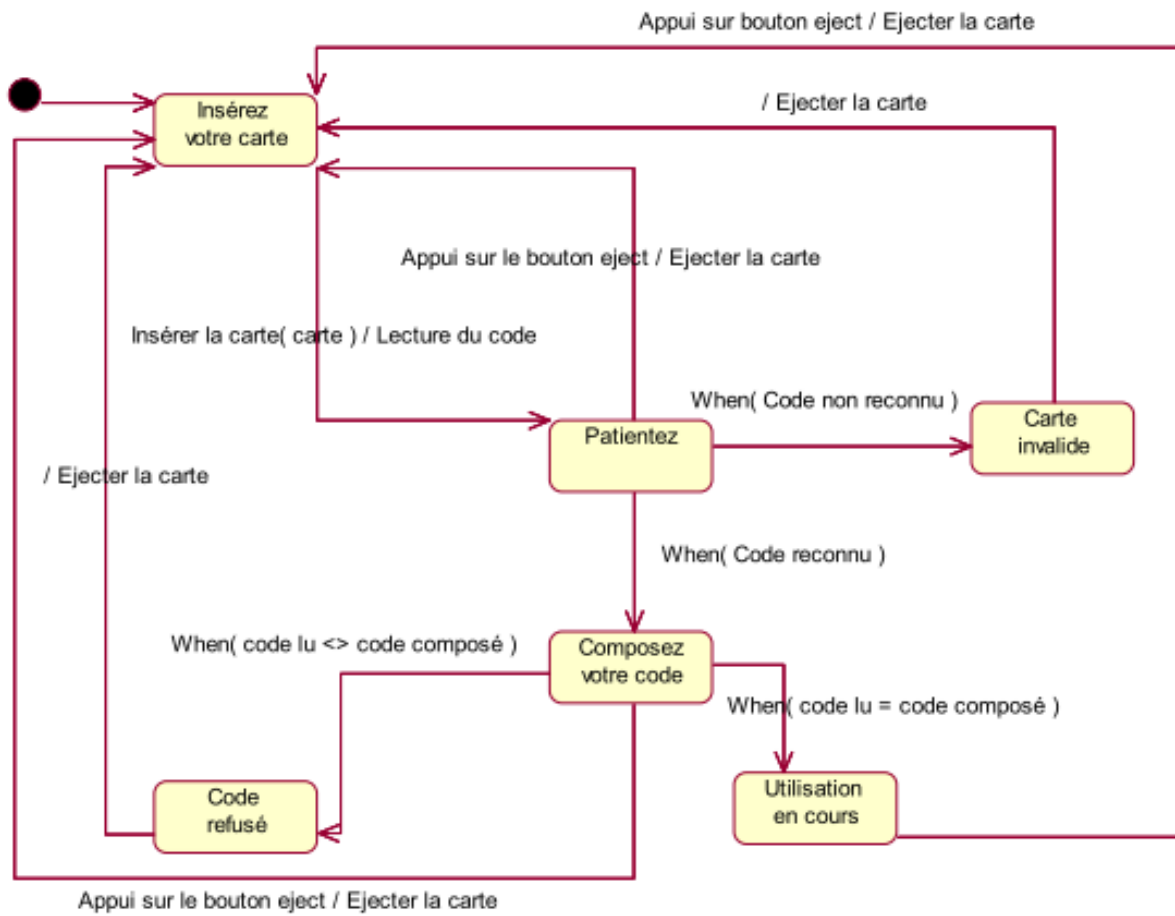 Appui sur bouton eject / Ejecter la carte
Insérez
votre carte
/ Ejecter la carte
Appui sur le bouton eject / Ejecter la carte
Insérer la carte( carte ) / Lecture du code
When( Code non reconnu )
Carte
invalide
Patientez
/ Ejecter la carte
When( Code reconnu )
When( code lu <> code composé )
Composez
votre code
When( code lu = code composé )
Code
refusé
Utilisation
en cours
Appui sur le bouton eject / Ejecter la carte